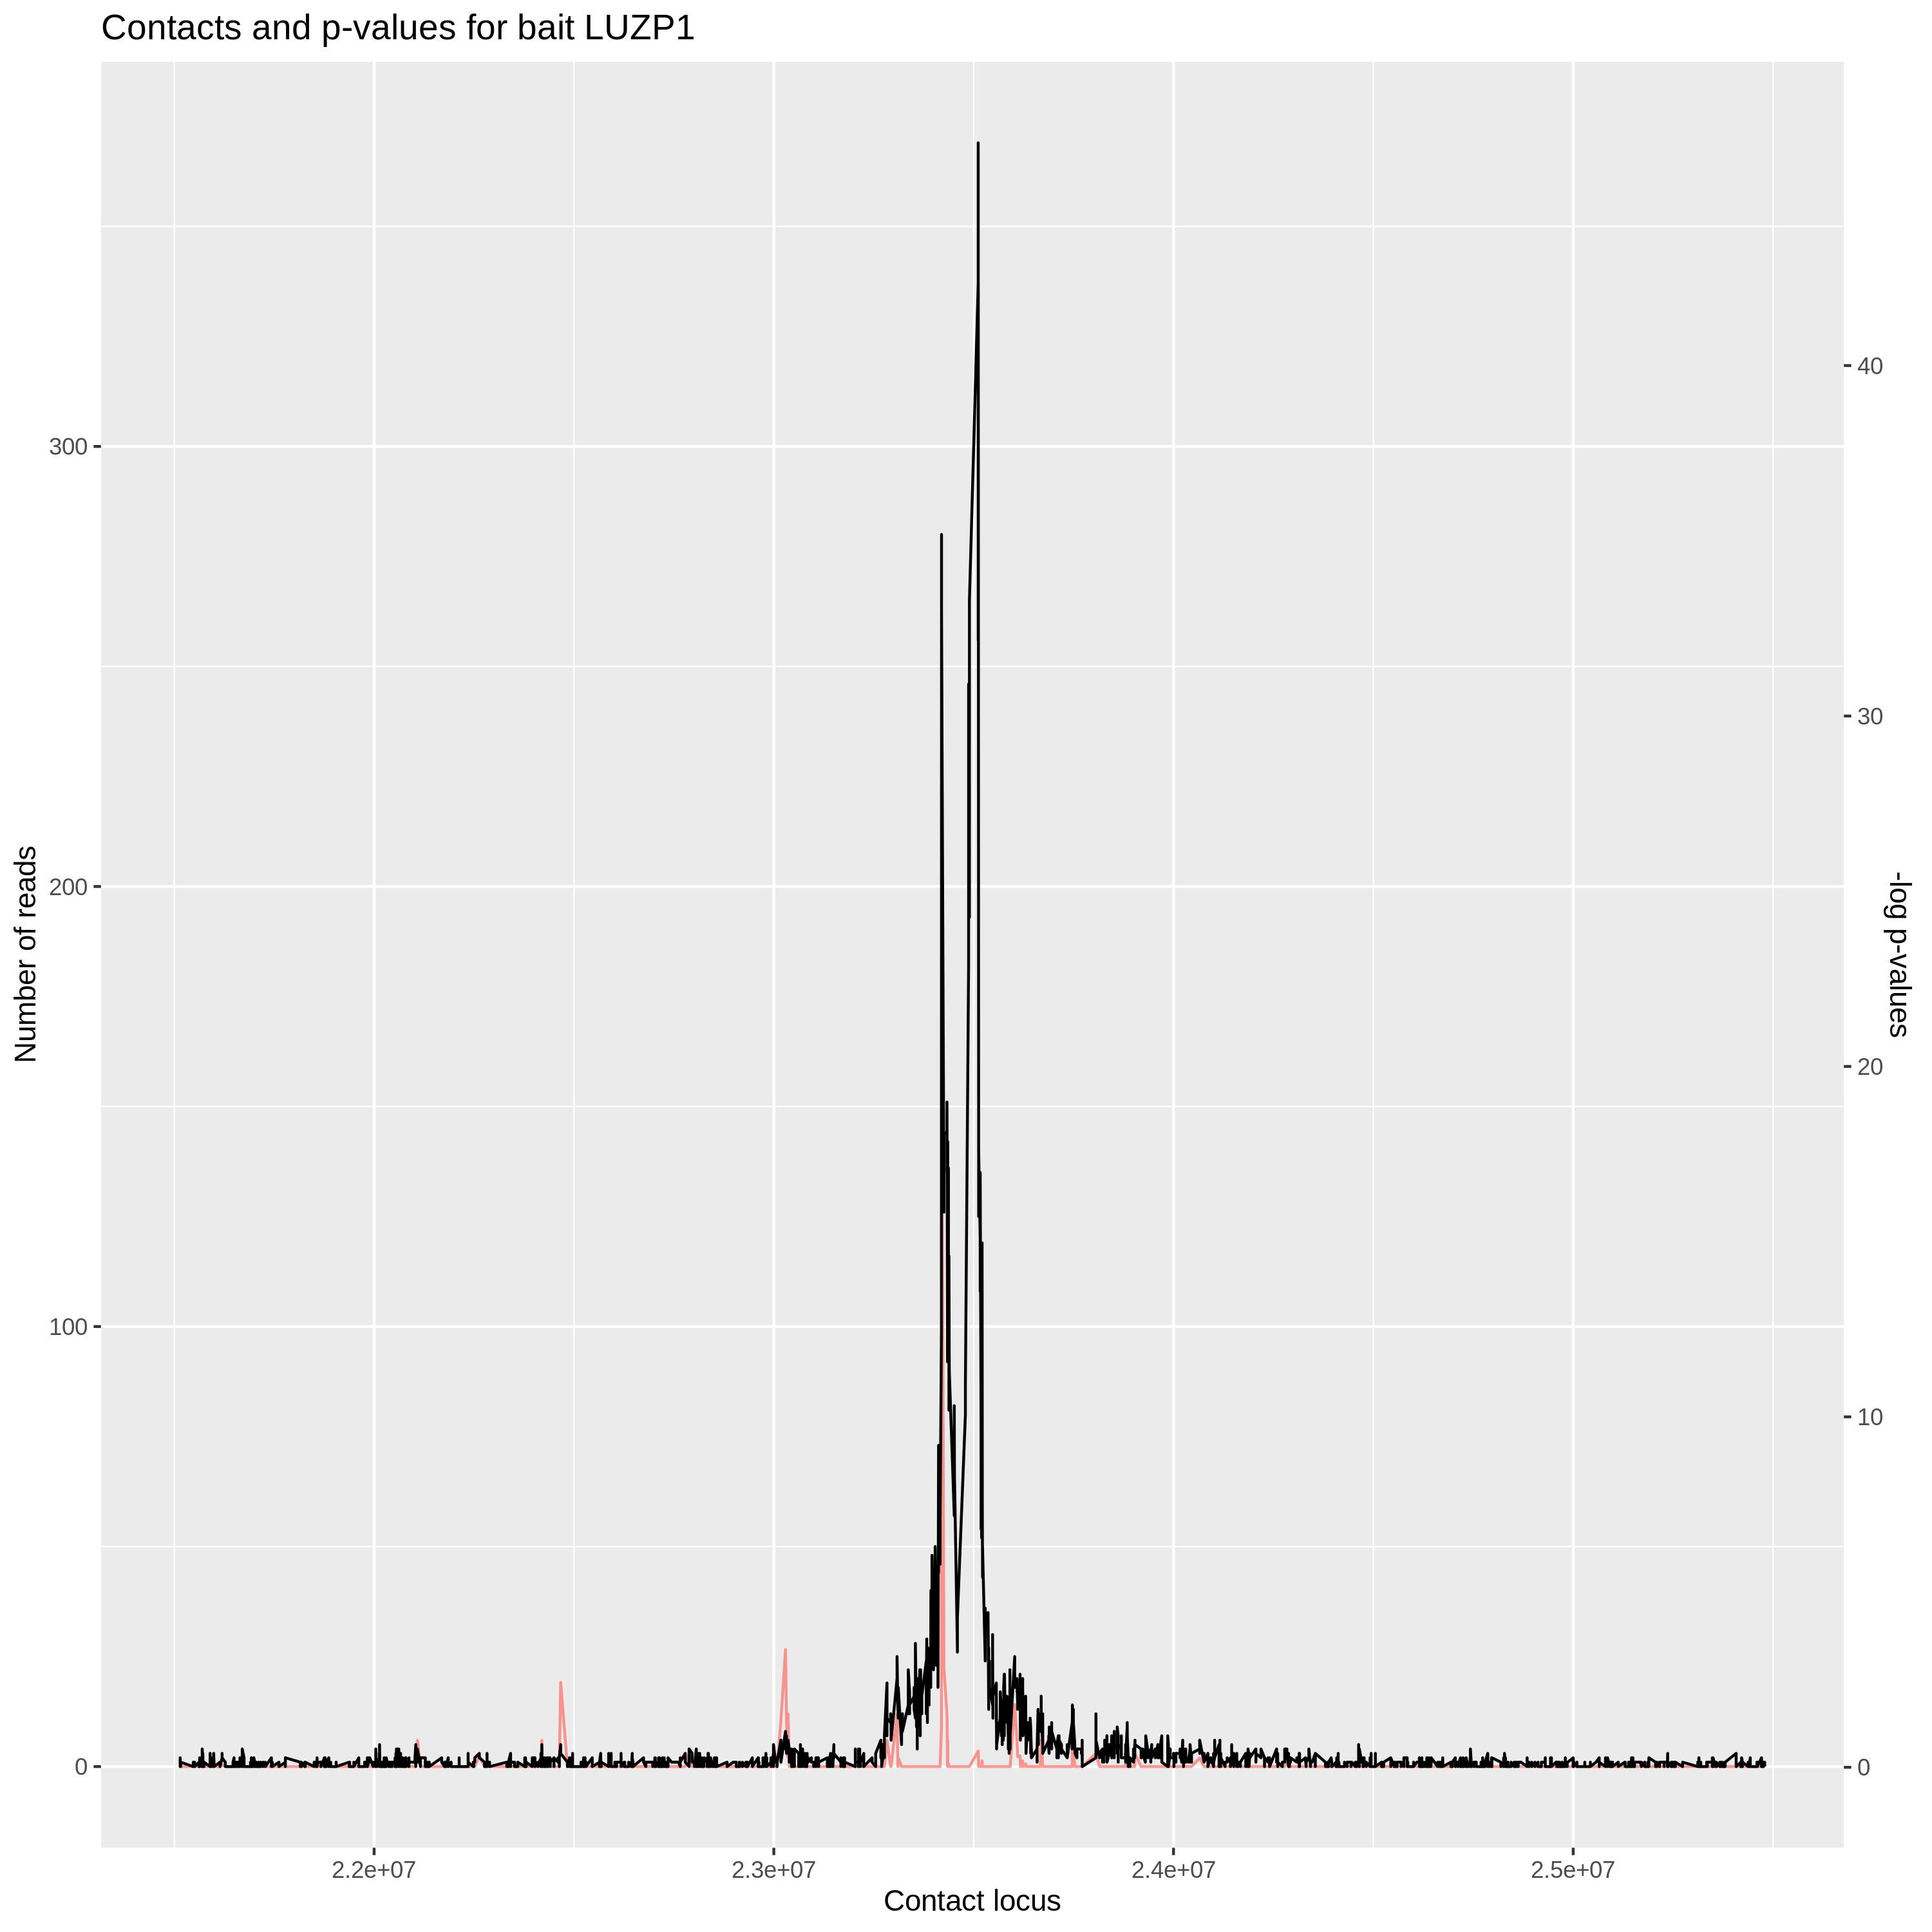 Contacts and p-values for bait LUZP1
Number of reads
300
200
100
0
40
30
20
10
0
-log p-values
2.2e+07 2.3e+07 2.4e+07 2.5e+07
Contact locus